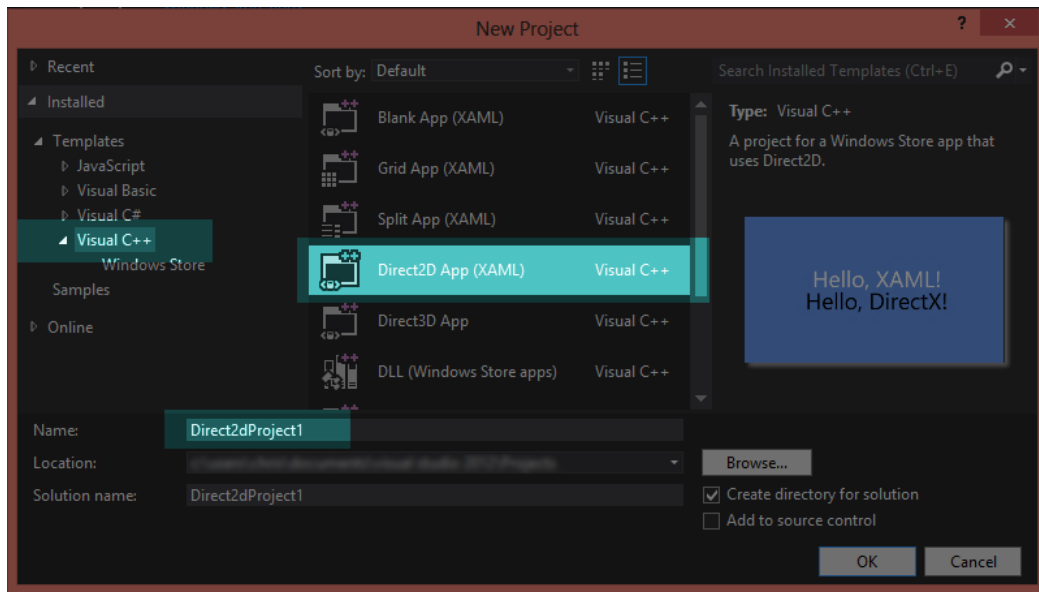 New Project
?
Recent
Sort by: Default
Search Installed Templates (Ctrl+E)
Installed
Templates
JavaScript
Visual Basic
Visual C#
Visual C++
Windows Store
Samples
Online
Blank App (XAML) Visual C++
Grid App (XAML) Visual C++
Split App (XAML) Visual C++
Direct2D App (XAML) Visual C++
Direct3D App Visual C++
DLL (Windows Store apps) Visual C++
Type: Visual C++
A project for a Windows Store app that
uses Direct2D.
Hello, XAML!
Hello, DirectX!
Name: Direct2dProject1
Location:
Browse...
Solution name: Direct2dProject1
Create directory for solution
Add to source control
OK
Cancel